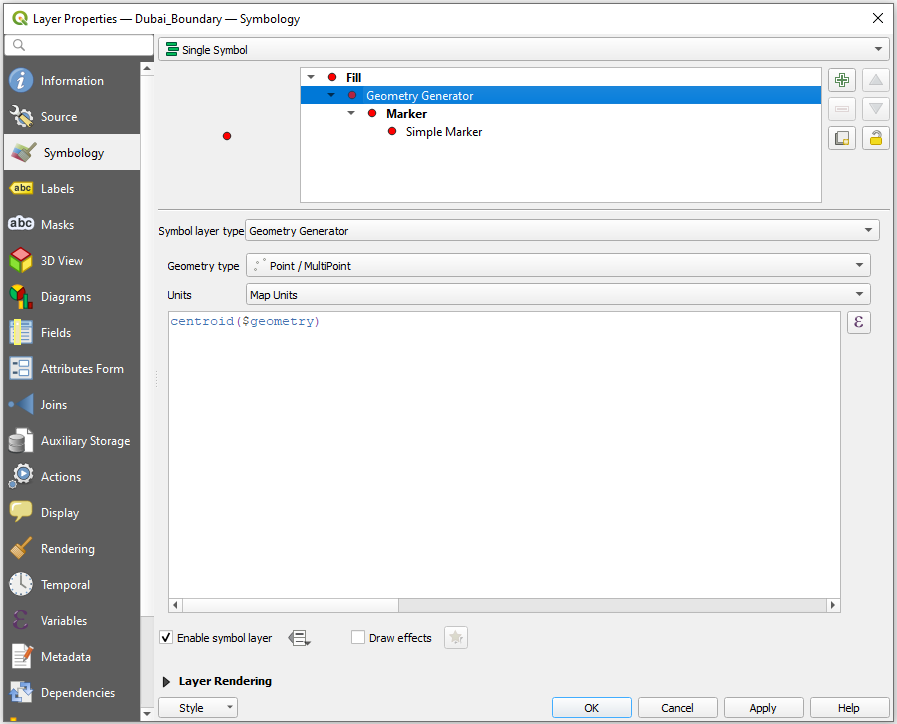 Layer Properties — Dubai_Boundary — Symbology
Single Symbol
Information
Source
Symbology
abc Labels
abc Masks
3D View
Diagrams
Fields
Attributes Form
Joins
Auxiliary Storage
Actions
Display
Rendering
Temporal
Variables
Metadata
Dependencies
Fill
Geometry Generator
Marker
Simple Marker
Symbol layer type Geometry Generator
Geometry type Point / MultiPoint
Units Map Units
centroid($geometry)
ε
Enable symbol layer Draw effects
Layer Rendering
Style OK Cancel Apply Help